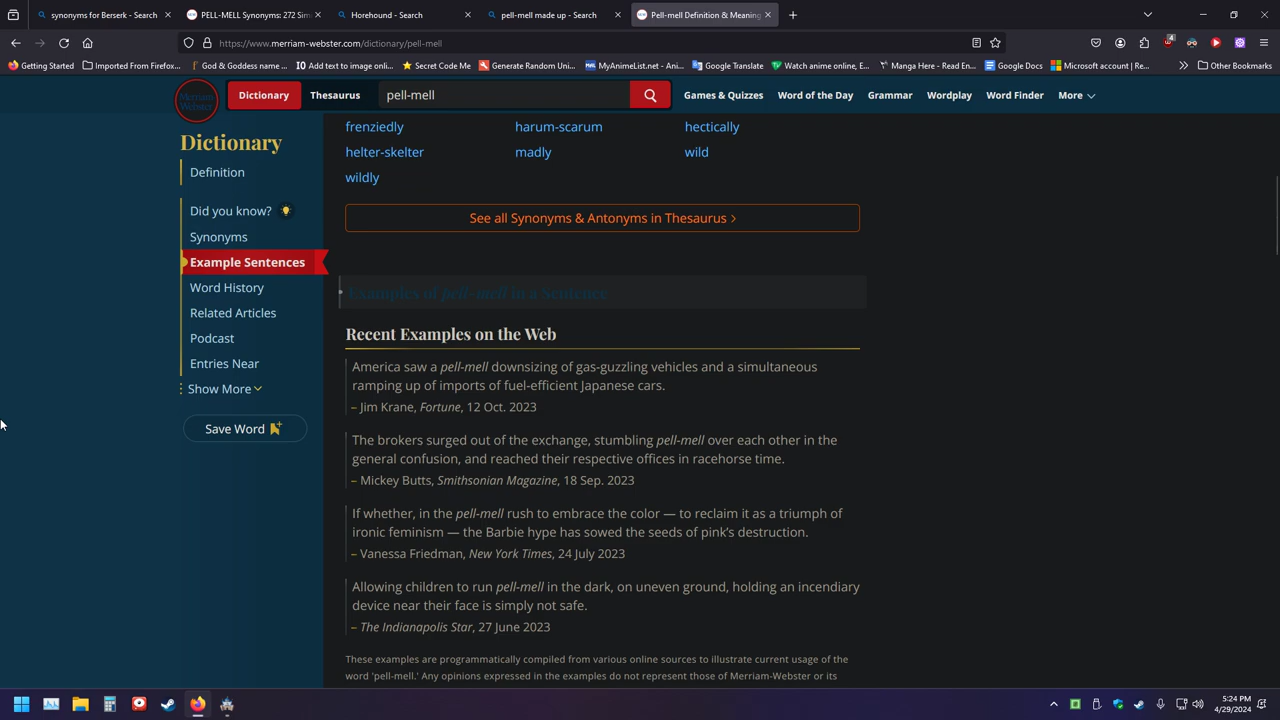 synonyms for Berserk - Search
PELL-MELL Synonyms: 272 Sim
Horehound - Search
pell-mell made up - Search
Pell-mell Definition & Meaning
https://www.merriam-webster.com/dictionary/pell-mell
Getting Started
Imported From Firefox...
God & Goddess name ...
Add text to online onl...
Secret Code Me
Generate Random Uni...
MyAnimeList.net - Ani...
Google Translate
Watch anime online, E...
Manga Here - Read En...
Google Docs
Microsoft account | Re...
Other Bookmarks
Merriam-
Webster
Dictionary
Thesaurus
pell-mell
Games & Quizzes
Word of the Day
Grammar
Wordplay
Word Finder
More
Dictionary
Definition
Did you know?
Synonyms
Example Sentences
Word History
Related Articles
Podcast
Entries Near
Show More
Save Word
frenziedly harum-scarum hectically
helter-skelter madly wild
wildly
See all Synonyms & Antonyms in Thesaurus
Examples of pell-mell in a Sentence
Recent Examples on the Web
America saw a pell-mell downsizing of gas-guzzling vehicles and a simultaneous
ramping up of imports of fuel-efficient Japanese cars.
– Jim Krane, Fortune, 12 Oct. 2023
The brokers surged out of the exchange, stumbling pell-mell over each other in the
general confusion, and reached their respective offices in racehorse time.
– Mickey Butts, Smithsonian Magazine, 18 Sep. 2023
If whether, in the pell-mell rush to embrace the color — to reclaim it as a triumph of
ironic feminism — the Barbie hype has sowed the seeds of pink's destruction.
– Vanessa Friedman, New York Times, 24 July 2023
Allowing children to run pell-mell in the dark, on uneven ground, holding an incendiary
device near their face is simply not safe.
– The Indianapolis Star, 27 June 2023
These examples are programmatically compiled from various online sources to illustrate current usage of the
word 'pell-mell.' Any opinions expressed in the examples do not represent those of Merriam-Webster or its
5:24 PM
4/29/2024